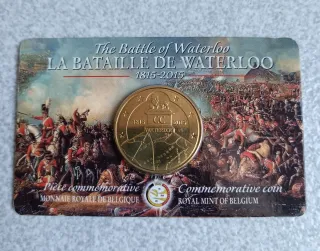 The Battle of Waterloo
LA BATAILLE DE WATERLOO
1815-2015
Pièce commemorative
MONNAIE ROYALE DE BELGIQUE
Commemorative coin
ROYAL MINT OF BELGIUM